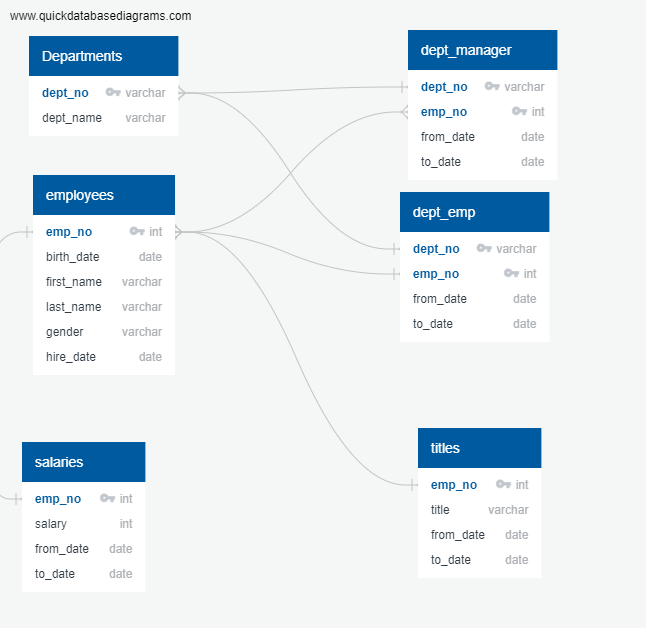 www.quickdatabasediagrams.com
Departments
dept_no varchar
dept_name varchar
dept_manager
dept_no varchar
emp_no int
from_date date
to_date date
employees
emp_no int
birth_date date
first_name varchar
last_name varchar
gender varchar
hire_date date
dept_emp
dept_no varchar
emp_no int
from_date date
to_date date
salaries
emp_no int
salary int
from_date date
to_date date
titles
emp_no int
title varchar
from_date date
to_date date